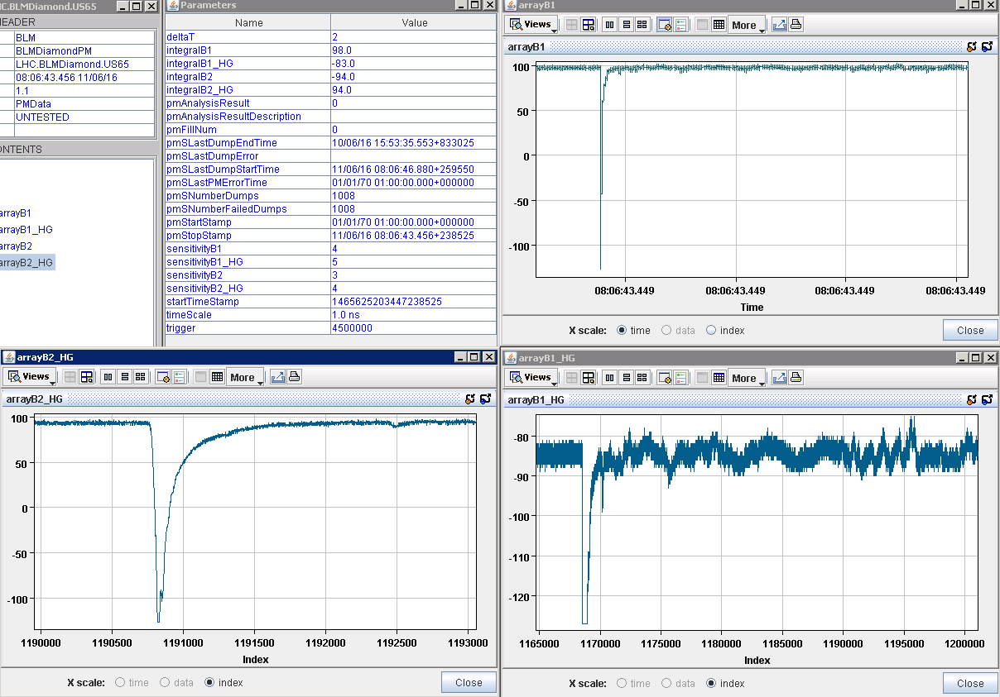 HC.BLMDiamond.US65
HEADER
BLM
BLMDiamondPM
LHC.BLMDiamond.US65
08:06:43.456 11/06/16
1.1
PMData
UNTESTED
ONTENTS
arrayB1
arrayB1_HG
arrayB2
arrayB2_HG
Parameters
Name Value
deltaT 2
integralB1 98.0
integralB1_HG -83.0
integralB2 -94.0
integralB2_HG 94.0
pmAnalysisResult 0
pmAnalysisResultDescription
pmFillNum 0
pmSLastDumpEndTime 10/06/16 15:53:35.553+833025
pmSLastDumpError
pmSLastDumpStartTime 11/06/16 08:06:46.880+259550
pmSLastPMErrorTime 01/01/70 01:00:00.000+000000
pmSNumberDumps 1008
pmSNumberFailedDumps 1008
pmStartStamp 01/01/70 01:00:00.000+000000
pmStopStamp 11/06/16 08:06:43.456+238525
sensitivityB1 4
sensitivityB1_HG 5
sensitivityB2 3
sensitivityB2_HG 4
startTimeStamp 1465625203447238525
timeScale 1.0 ns
trigger 4500000
arrayB1
Views More
arrayB1
100
50
0
-50
-100
08:06:43.449 08:06:43.449 08:06:43.449 08:06:43.449
Time
X scale: time data index Close
arrayB2_HG
Views More
arrayB2_HG
100
50
0
-50
-100
1190000 1190500 1191000 1191500 1192000 1192500 1193000
Index
X scale: time data index Close
arrayB1_HG
Views More
arrayB1_HG
-80
-90
-100
-110
-120
1165000 1170000 1175000 1180000 1185000 1190000 1195000 1200000
Index
X scale: time data index Close